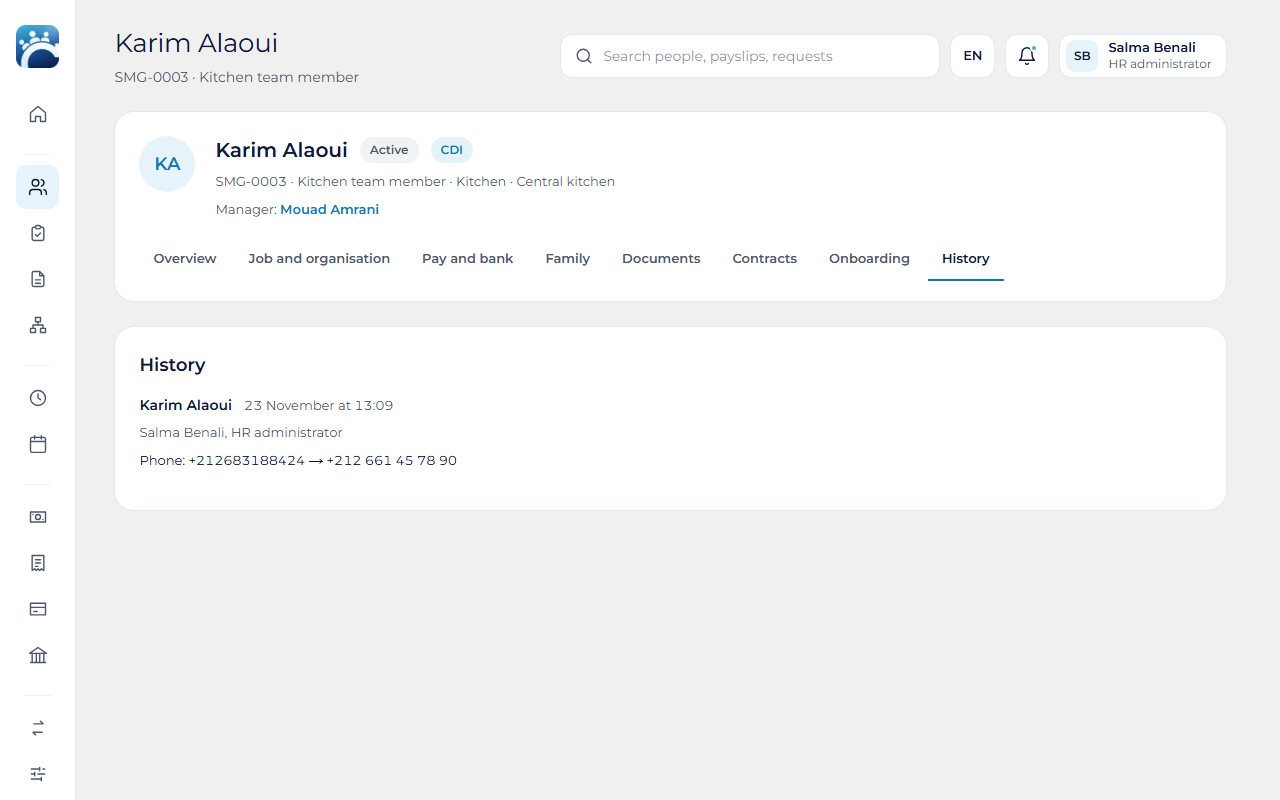 Karim Alaoui
SMG-0003 · Kitchen team member
Search people, payslips, requests
EN
SB
Salma Benali
HR administrator
KA
Karim Alaoui
Active
CDI
SMG-0003 · Kitchen team member · Kitchen · Central kitchen
Manager: Mouad Amrani
Overview
Job and organisation
Pay and bank
Family
Documents
Contracts
Onboarding
History
History
Karim Alaoui 23 November at 13:09
Salma Benali, HR administrator
Phone: +212683188424 → +212 661 45 78 90